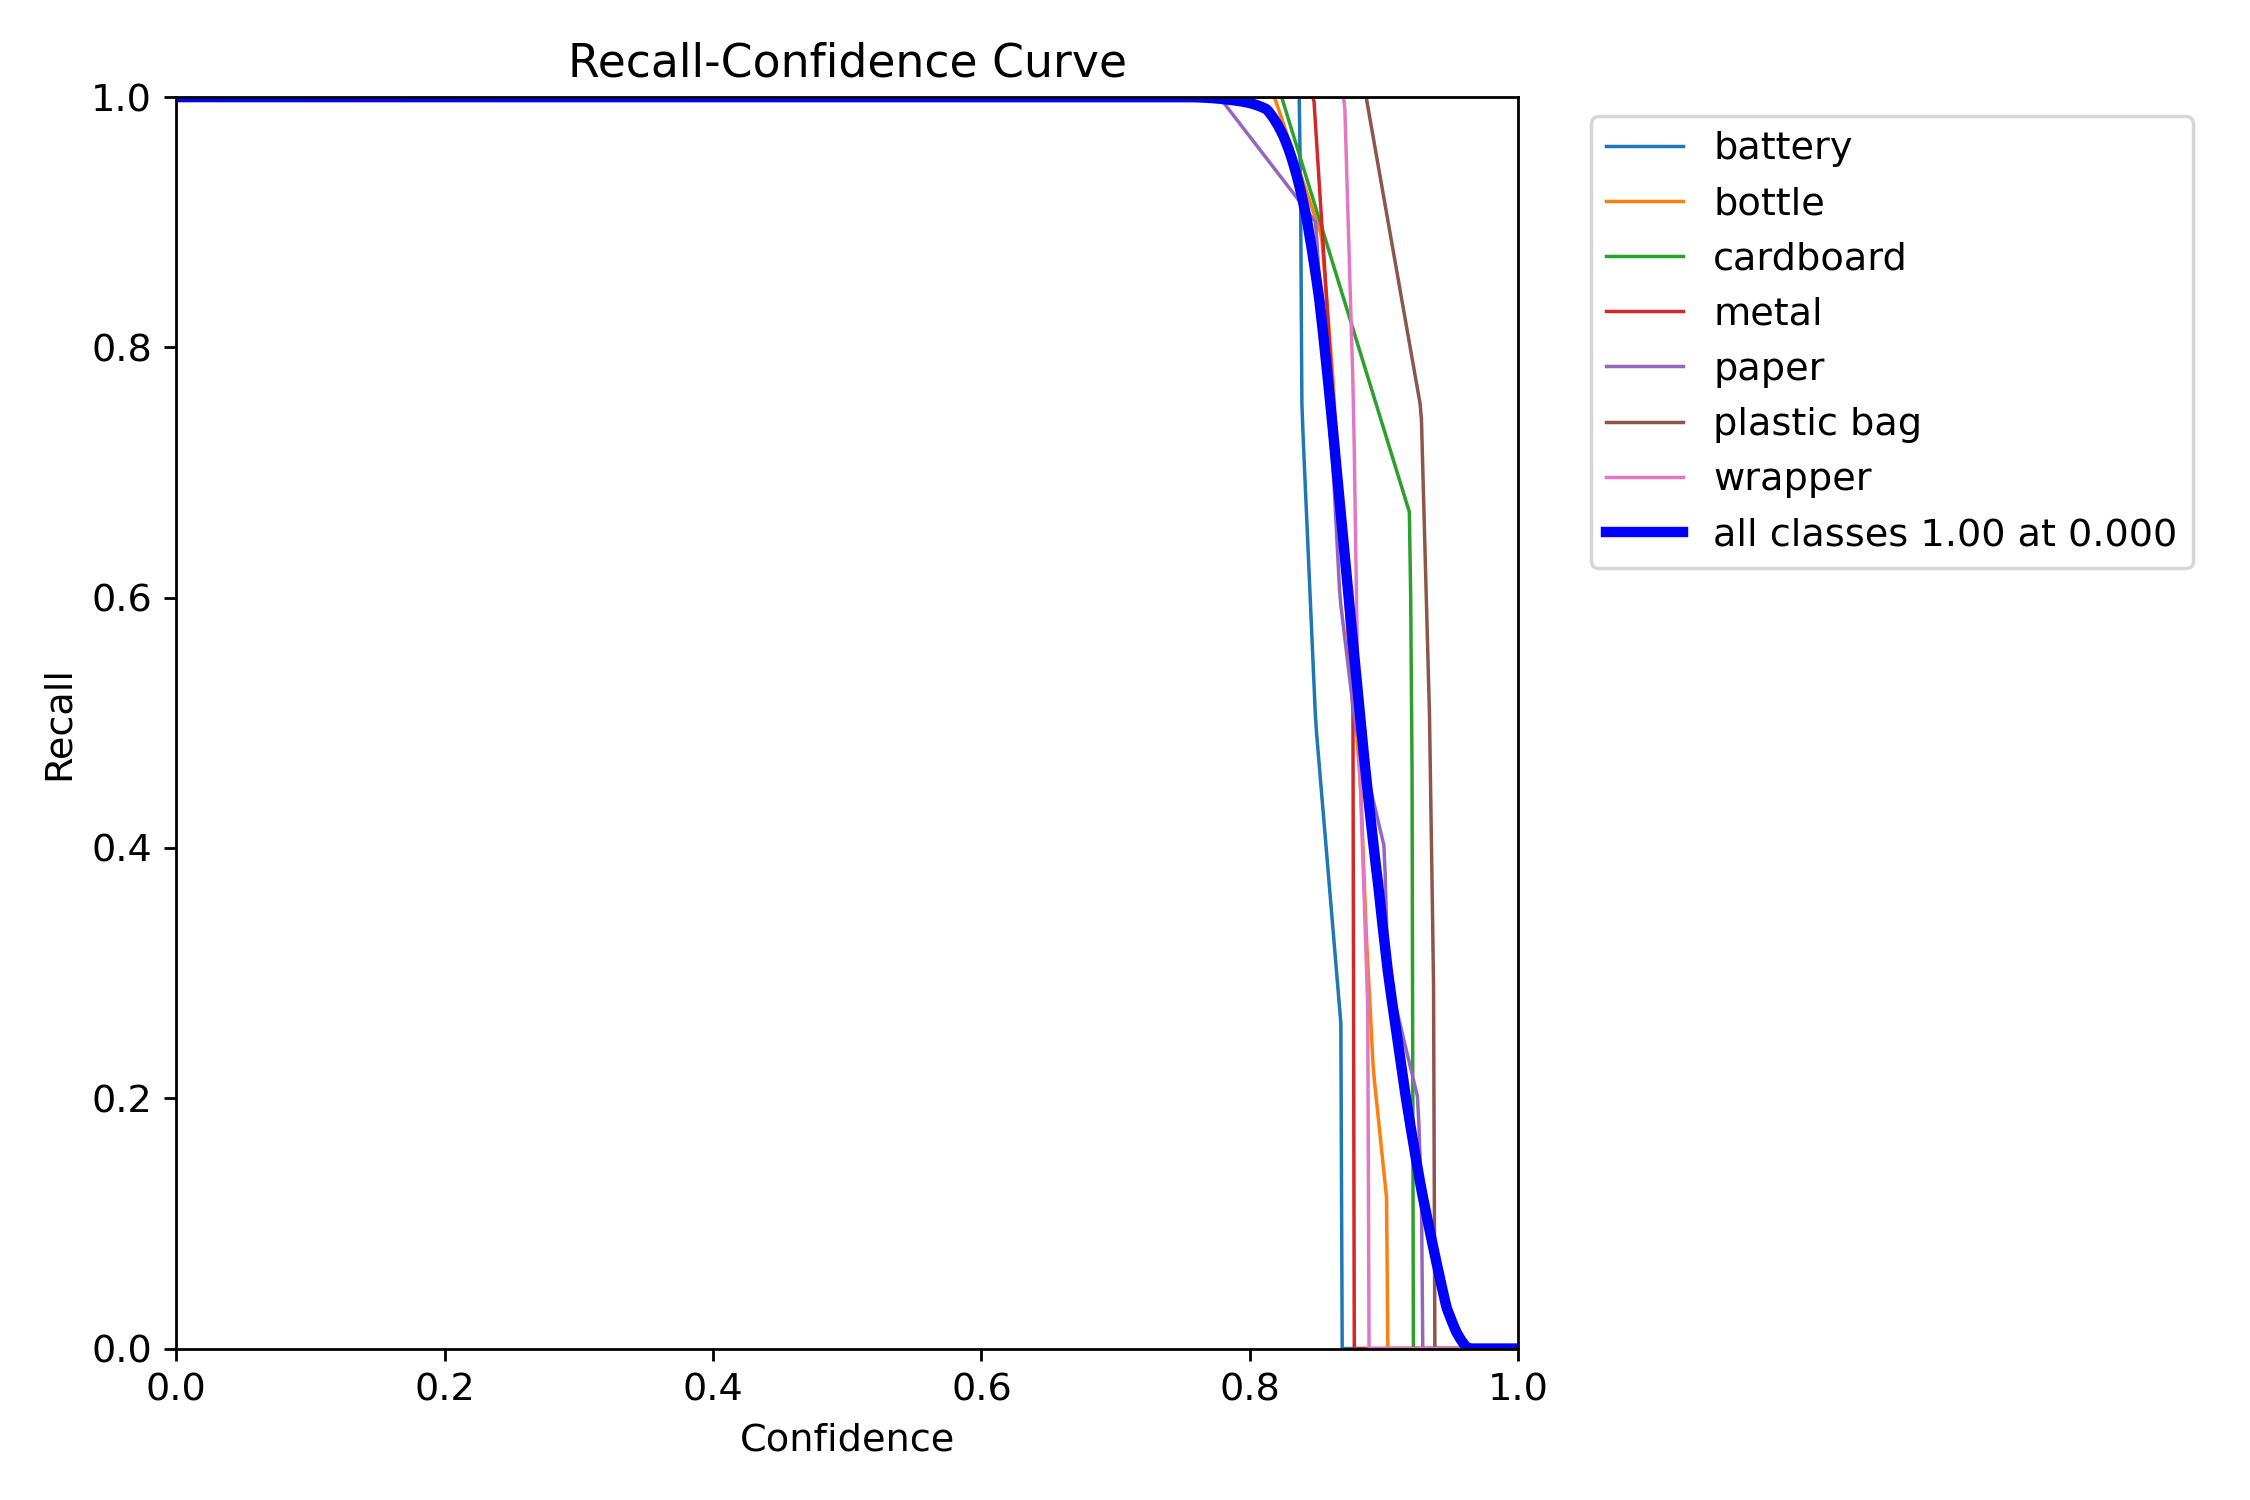 Recall-Confidence Curve
1.0
0.8
0.6
0.4
0.2
0.0
Recall
0.0 0.2 0.4 0.6 0.8 1.0
Confidence
battery
bottle
cardboard
metal
paper
plastic bag
wrapper
all classes 1.00 at 0.000